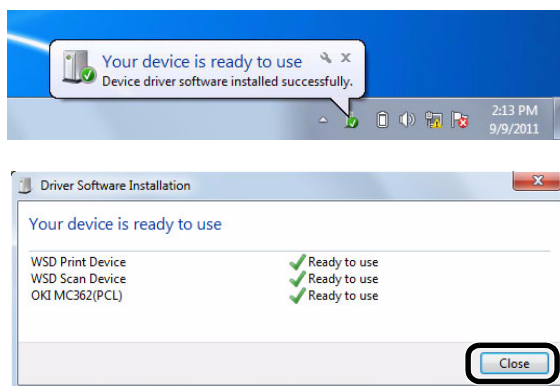 Your device is ready to use
Device driver software installed successfully.
2:13 PM
9/9/2011
Driver Software Installation
Your device is ready to use
WSD Print Device Ready to use
WSD Scan Device Ready to use
OKI MC362(PCL) Ready to use
Close